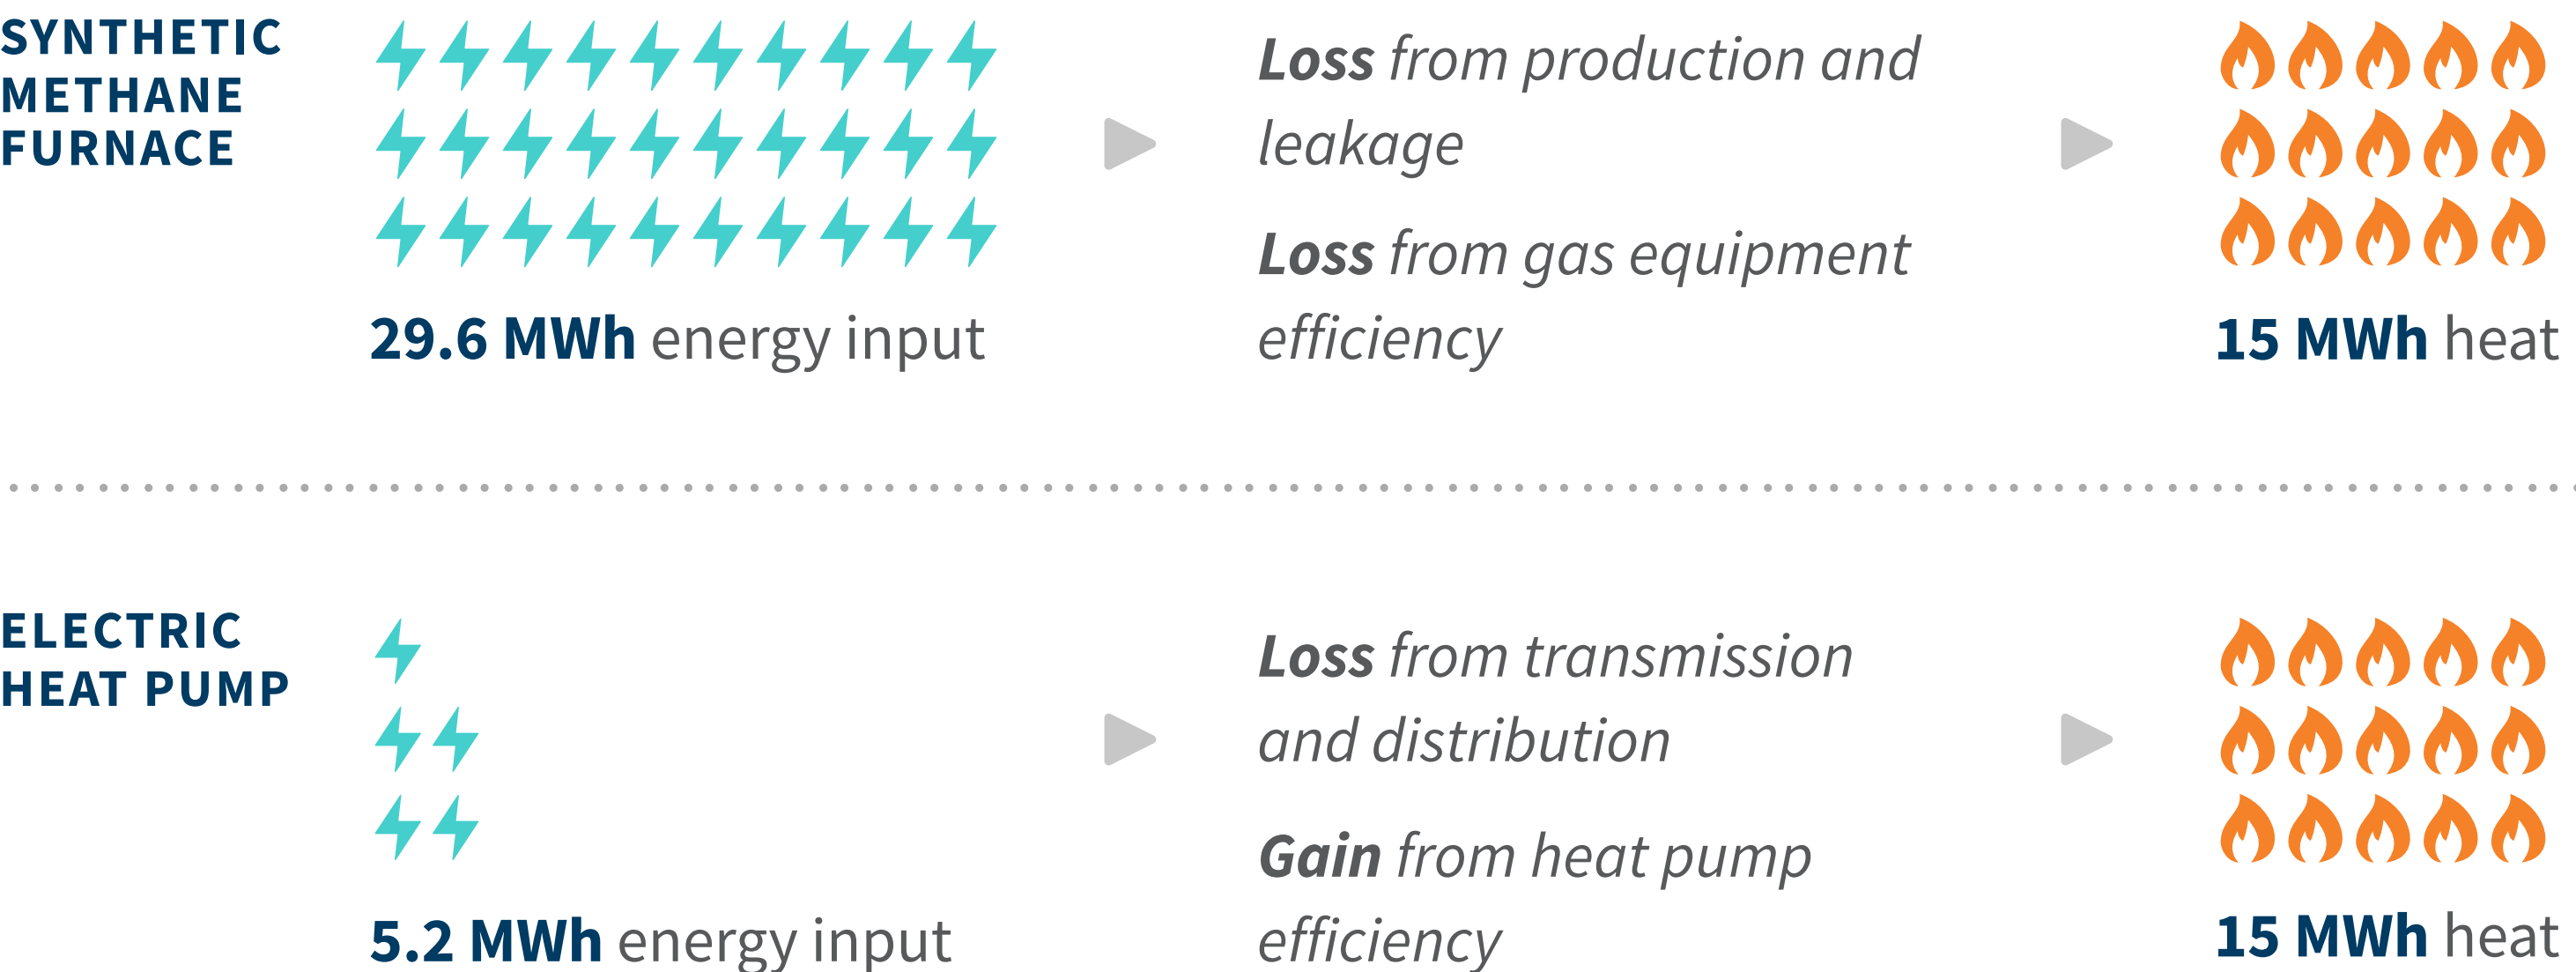 SYNTHETIC
METHANE
FURNACE
29.6 MWh energy input
Loss from production and
leakage
Loss from gas equipment
efficiency
15 MWh heat
ELECTRIC
HEAT PUMP
5.2 MWh energy input
Loss from transmission
and distribution
Gain from heat pump
efficiency
15 MWh heat